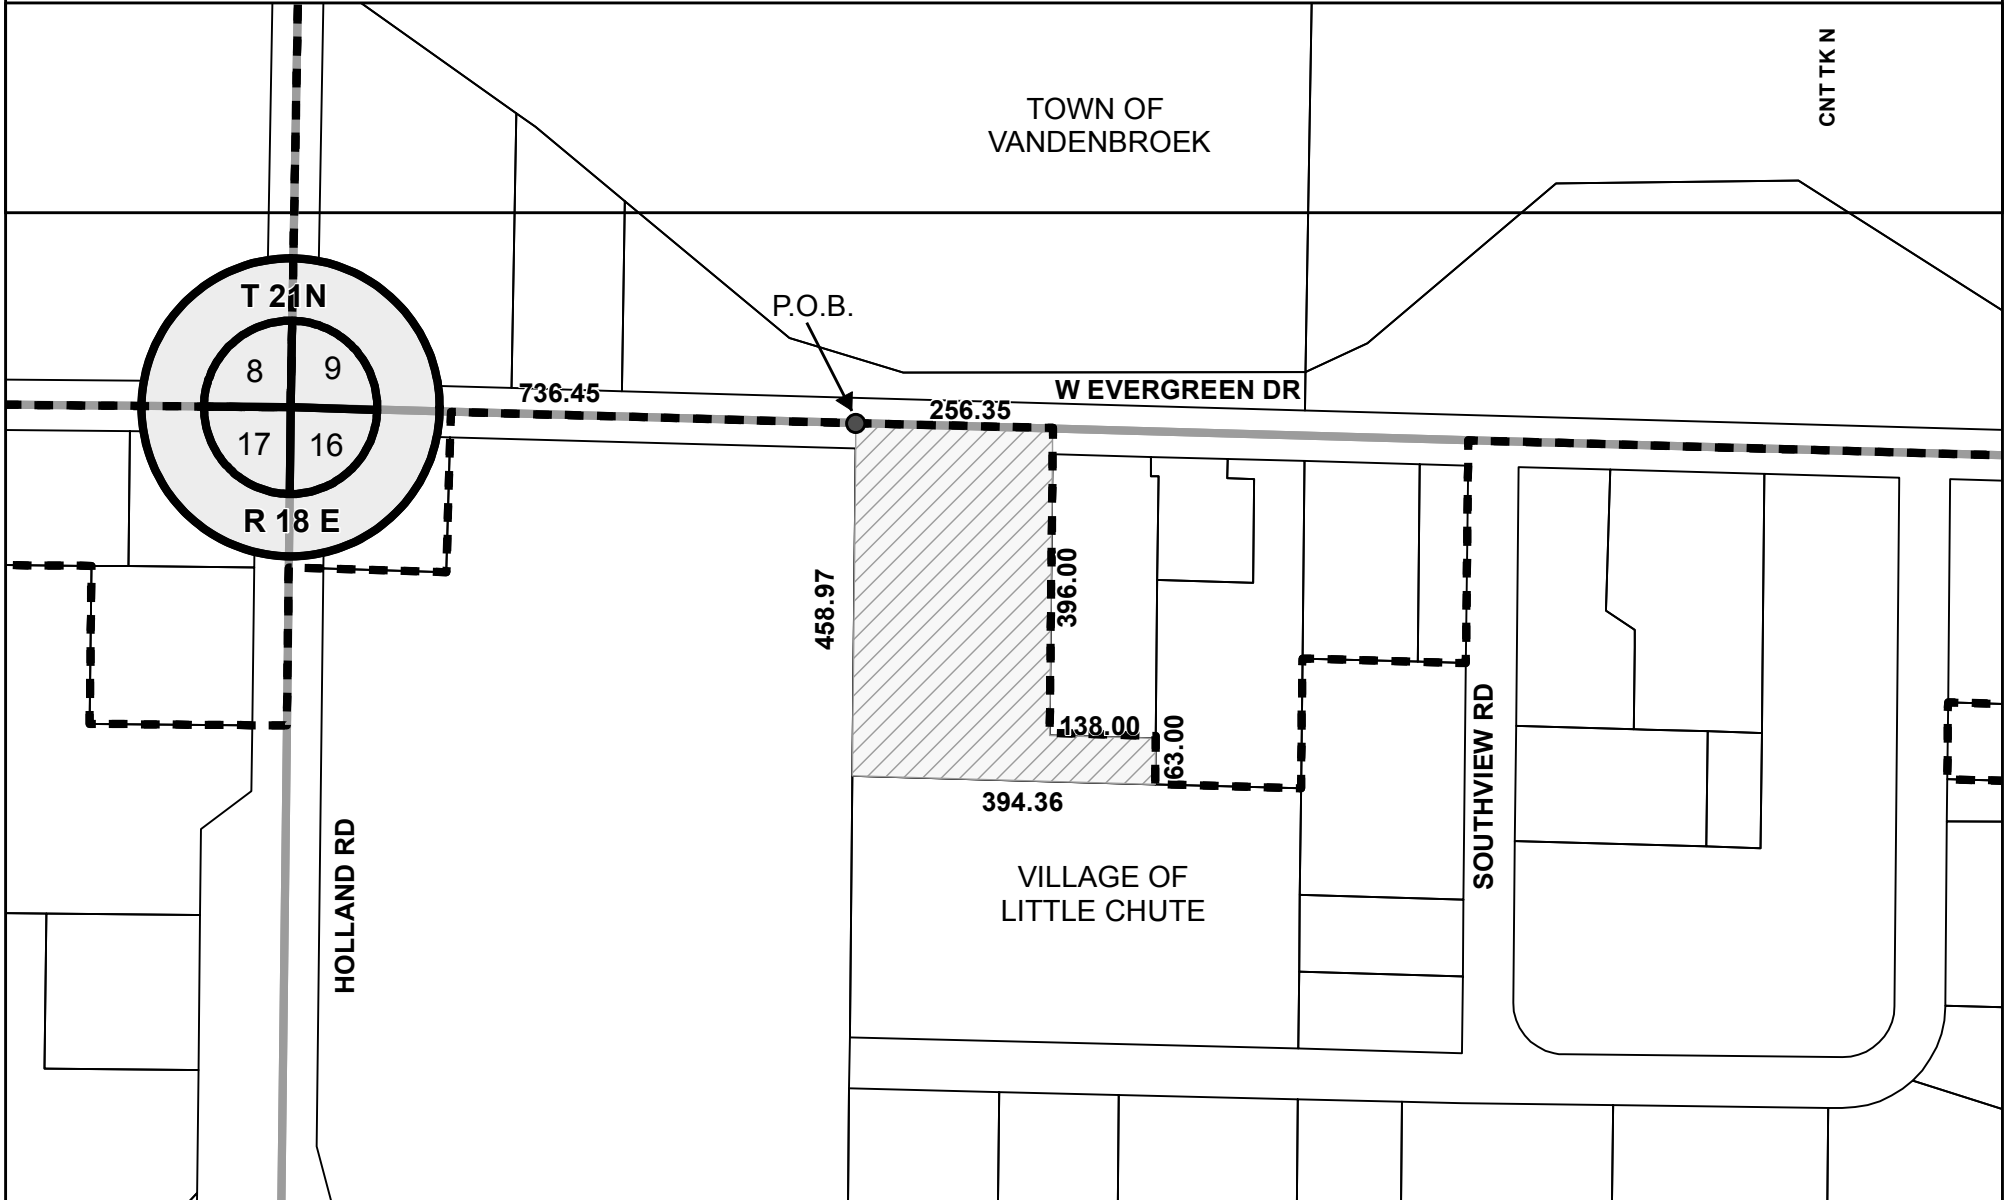 CNT TK N
TOWN OF
VANDENBROEK
T 21N
P.O.B.
8
9
736.45
W EVERGREEN DR
256.35
17
16
R 18 E
458.97
396.00
138.00
63.00
SOUTHVIEW RD
394.36
HOLLAND RD
VILLAGE OF
LITTLE CHUTE